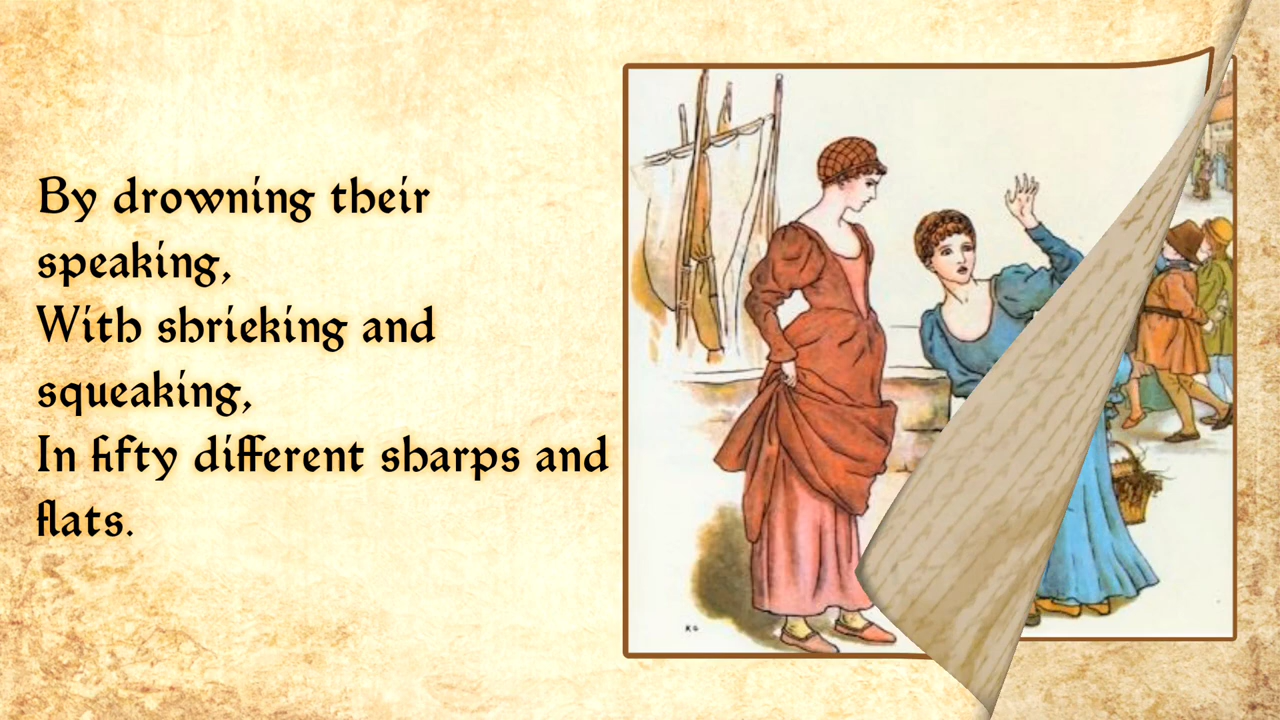 By drowning their
speaking,
With shrieking and
squeaking,
In fifty different sharps and
flats.
K G